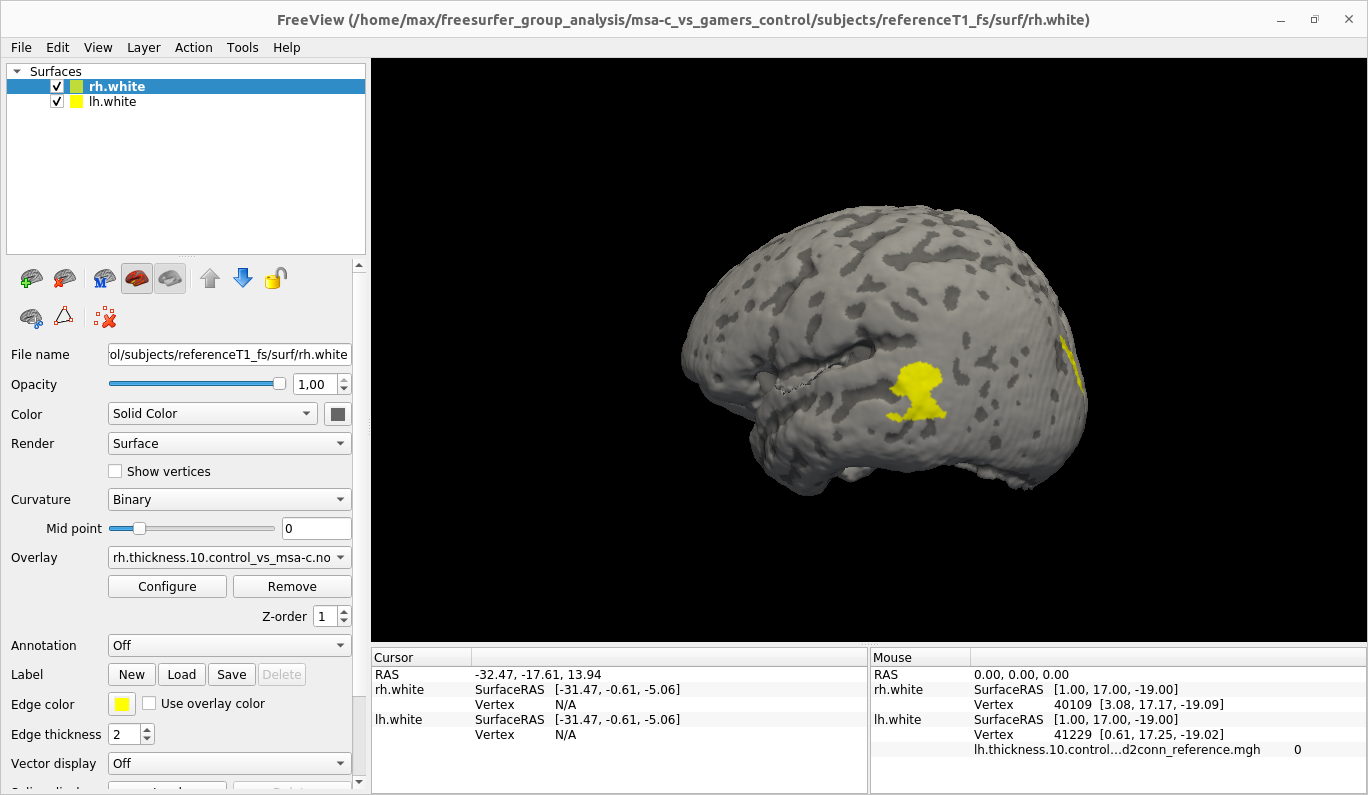 FreeView (/home/max/freesurfer_group_analysis/msa-c_vs_gamers_control/subjects/referenceT1_fs/surf/rh.white)
File Edit View Layer Action Tools Help
Surfaces
rh.white
lh.white
File name ol/subjects/referenceT1_fs/surf/rh.white
Opacity 1,00
Color Solid Color
Render Surface
Show vertices
Curvature Binary
Mid point 0
Overlay rh.thickness.10.control_vs_msa-c.no
Configure Remove
Z-order 1
Annotation Off
Label New Load Save Delete
Edge color Use overlay color
Edge thickness 2
Vector display Off
Cursor
RAS -32.47, -17.61, 13.94
rh.white SurfaceRAS [-31.47, -0.61, -5.06]
Vertex N/A
lh.white SurfaceRAS [-31.47, -0.61, -5.06]
Vertex N/A
Mouse
RAS 0.00, 0.00, 0.00
rh.white SurfaceRAS [1.00, 17.00, -19.00]
Vertex 40109 [3.08, 17.17, -19.09]
lh.white SurfaceRAS [1.00, 17.00, -19.00]
Vertex 41229 [0.61, 17.25, -19.02]
lh.thickness.10.control...d2conn_reference.mgh 0